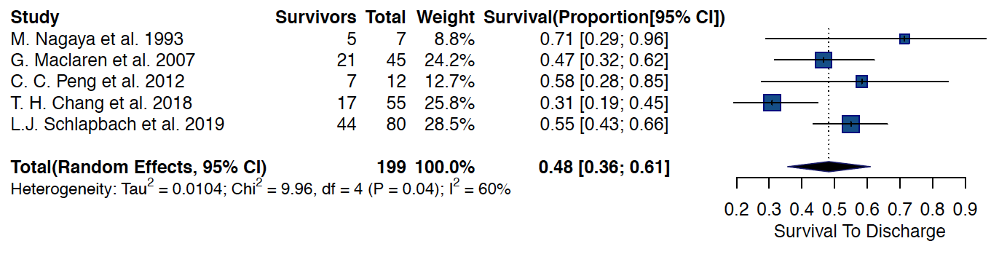 Study Survivors Total Weight Survival(Proportion[95% CI])
M. Nagaya et al. 1993 5 7 8.8% 0.71 [0.29; 0.96]
G. Maclaren et al. 2007 21 45 24.2% 0.47 [0.32; 0.62]
C. C. Peng et al. 2012 7 12 12.7% 0.58 [0.28; 0.85]
T. H. Chang et al. 2018 17 55 25.8% 0.31 [0.19; 0.45]
L.J. Schlapbach et al. 2019 44 80 28.5% 0.55 [0.43; 0.66]
Total(Random Effects, 95% CI) 199 100.0% 0.48 [0.36; 0.61]
Heterogeneity: Tau² = 0.0104; Chi² = 9.96, df = 4 (P = 0.04); I² = 60%
0.2 0.3 0.4 0.5 0.6 0.7 0.8 0.9
Survival To Discharge